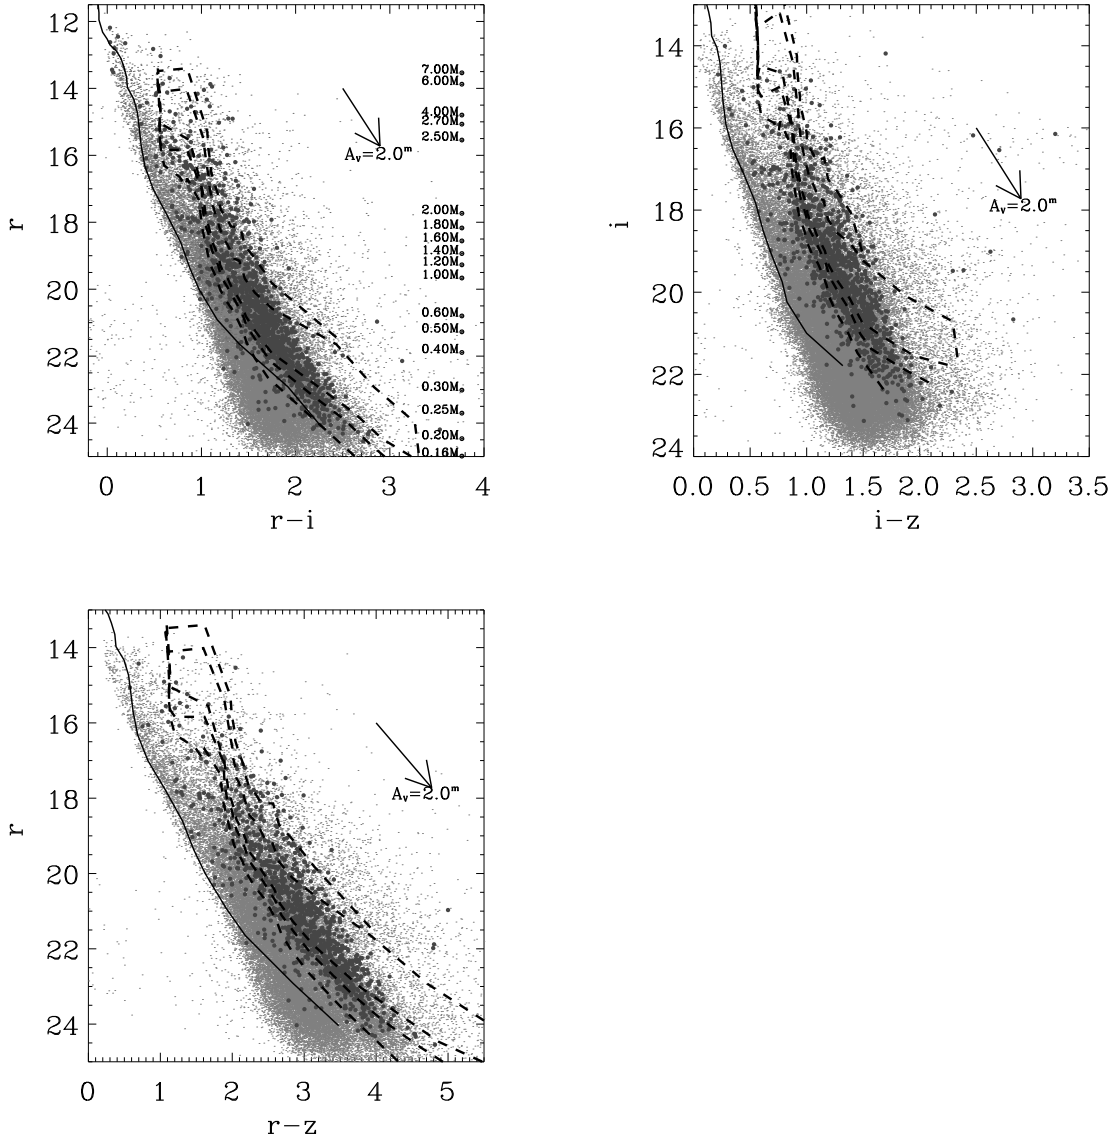 12
14
16
18
20
22
24
r
0
1
2
3
4
r-i
7.00M⊙
6.00M⊙
4.00M⊙
2.70M⊙
2.50M⊙
2.00M⊙
1.80M⊙
1.60M⊙
1.40M⊙
1.20M⊙
1.00M⊙
0.60M⊙
0.50M⊙
0.40M⊙
0.30M⊙
0.25M⊙
0.20M⊙
0.16M⊙
Av=2.0m
14
16
18
20
22
24
i
0.0 0.5 1.0 1.5 2.0 2.5 3.0 3.5
i-z
Av=2.0m
14
16
18
20
22
24
r
0 1 2 3 4 5
r-z
Av=2.0m